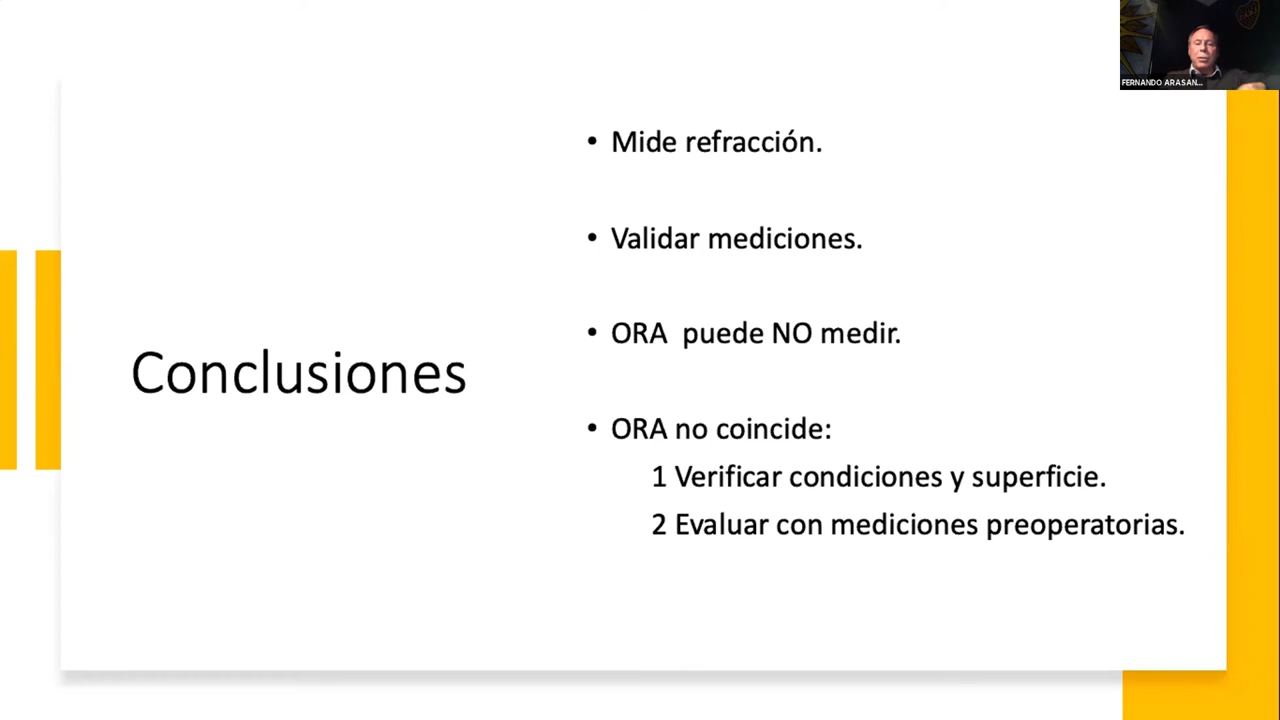 FERNANDO ARASAN...
Conclusiones
• Mide refracción.
• Validar mediciones.
• ORA puede NO medir.
• ORA no coincide:
1 Verificar condiciones y superficie.
2 Evaluar con mediciones preoperatorias.